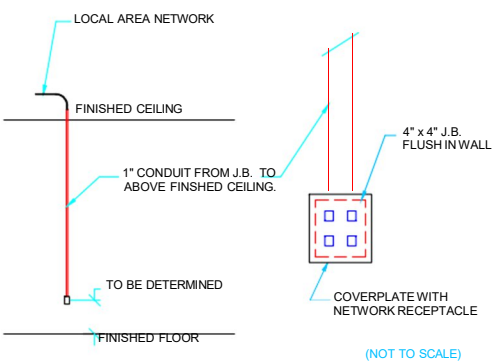 LOCAL AREA NETWORK
FINISHED CEILING
4" x 4" J.B.
FLUSH IN WALL
1" CONDUIT FROM J.B. TO
ABOVE FINSHED CEILING.
TO BE DETERMINED
COVERPLATE WITH
NETWORK RECEPTACLE
FINISHED FLOOR
(NOT TO SCALE)